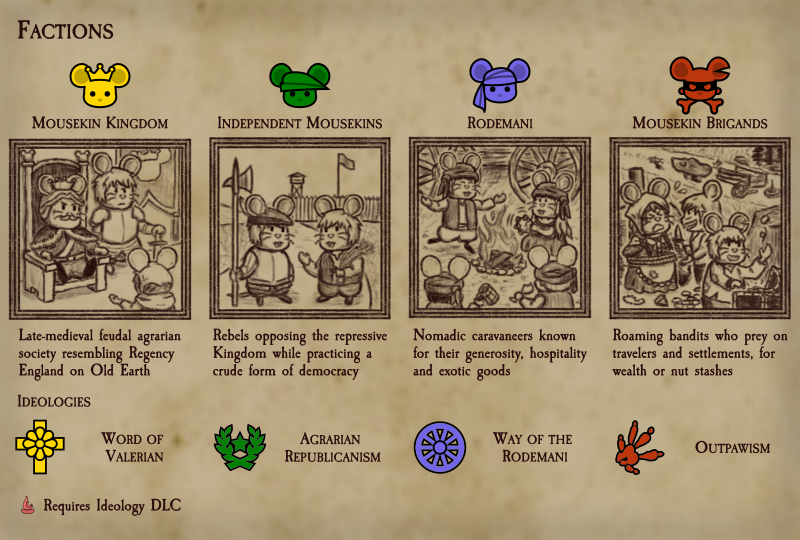 Factions
Mousekin Kingdom
Independent Mousekins
Rodemani
Mousekin Brigands
Late-medieval feudal agrarian
society resembling Regency
England on Old Earth
Rebels opposing the repressive
Kingdom while practicing a
crude form of democracy
Nomadic caravaneers known
for their generosity, hospitality
and exotic goods
Roaming bandits who prey on
travelers and settlements, for
wealth or nut stashes
Ideologies
Word of
Valerian
Agrarian
Republicanism
Way of the
Rodemani
Outpawism
Requires Ideology DLC